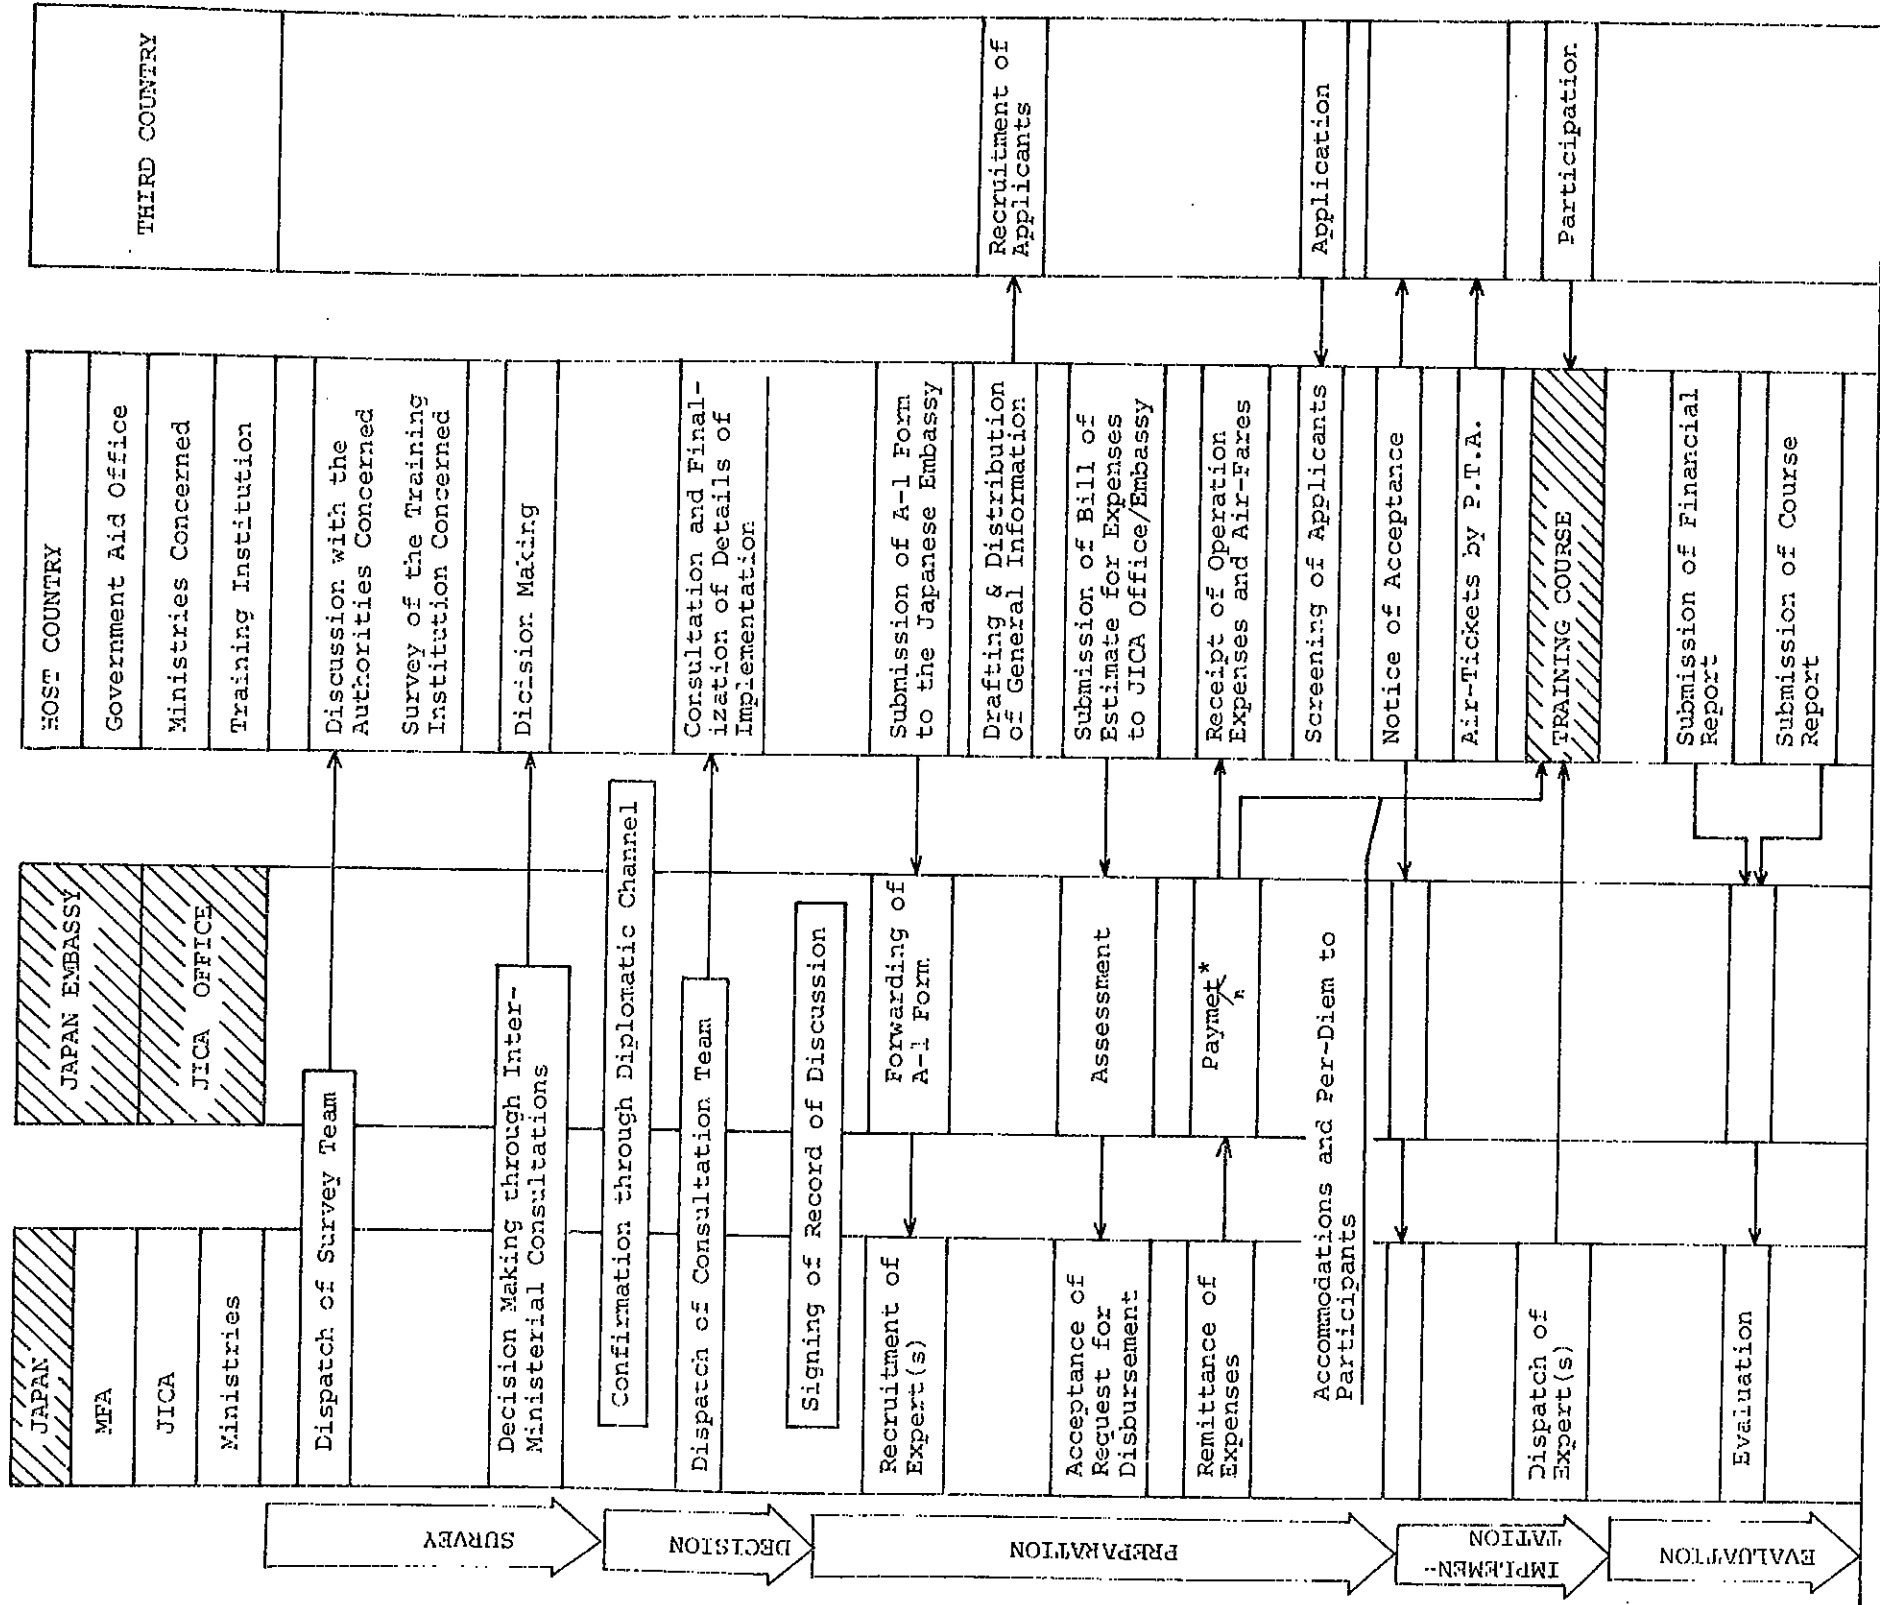 JAPAN
MFA
JICA
Ministries
JAPAN EMBASSY
JICA OFFICE
HOST COUNTRY
Government Aid Office
Ministries Concerned
Training Institution
THIRD COUNTRY
SURVEY
Dispatch of Survey Team
Discussion with the
Authorities Concerned
Survey of the Training
Institution Concerned
Decision Making through Inter-
Ministerial Consultations
Dicision Making
DECISION
Confirmation through Diplomatic Channel
Dispatch of Consultation Team
Consultation and Final-
ization of Details of
Implementation
Signing of Record of Discussion
PREPARATION
Recruitment of
Expert(s)
Forwarding of
A-1 Form
Submission of A-1 Form
to the Japanese Embassy
Drafting & Distribution
of General Information
Recruitment of
Applicants
Acceptance of
Request for
Disbursement
Assessment
Submission of Bill of
Estimate for Expenses
to JICA Office/Embassy
Remittance of
Expenses
Paymet*
n
Receipt of Operation
Expenses and Air-Fares
Accommodations and Per-Diem to
Participants
Screening of Applicants
Application
IMPLEMEN-
TATION
Notice of Acceptance
Air-Tickets by P.T.A.
Dispatch of
Expert(s)
TRAINING COURSE
Participation
EVALUATION
Evaluation
Submission of Financial
Report
Submission of Course
Report